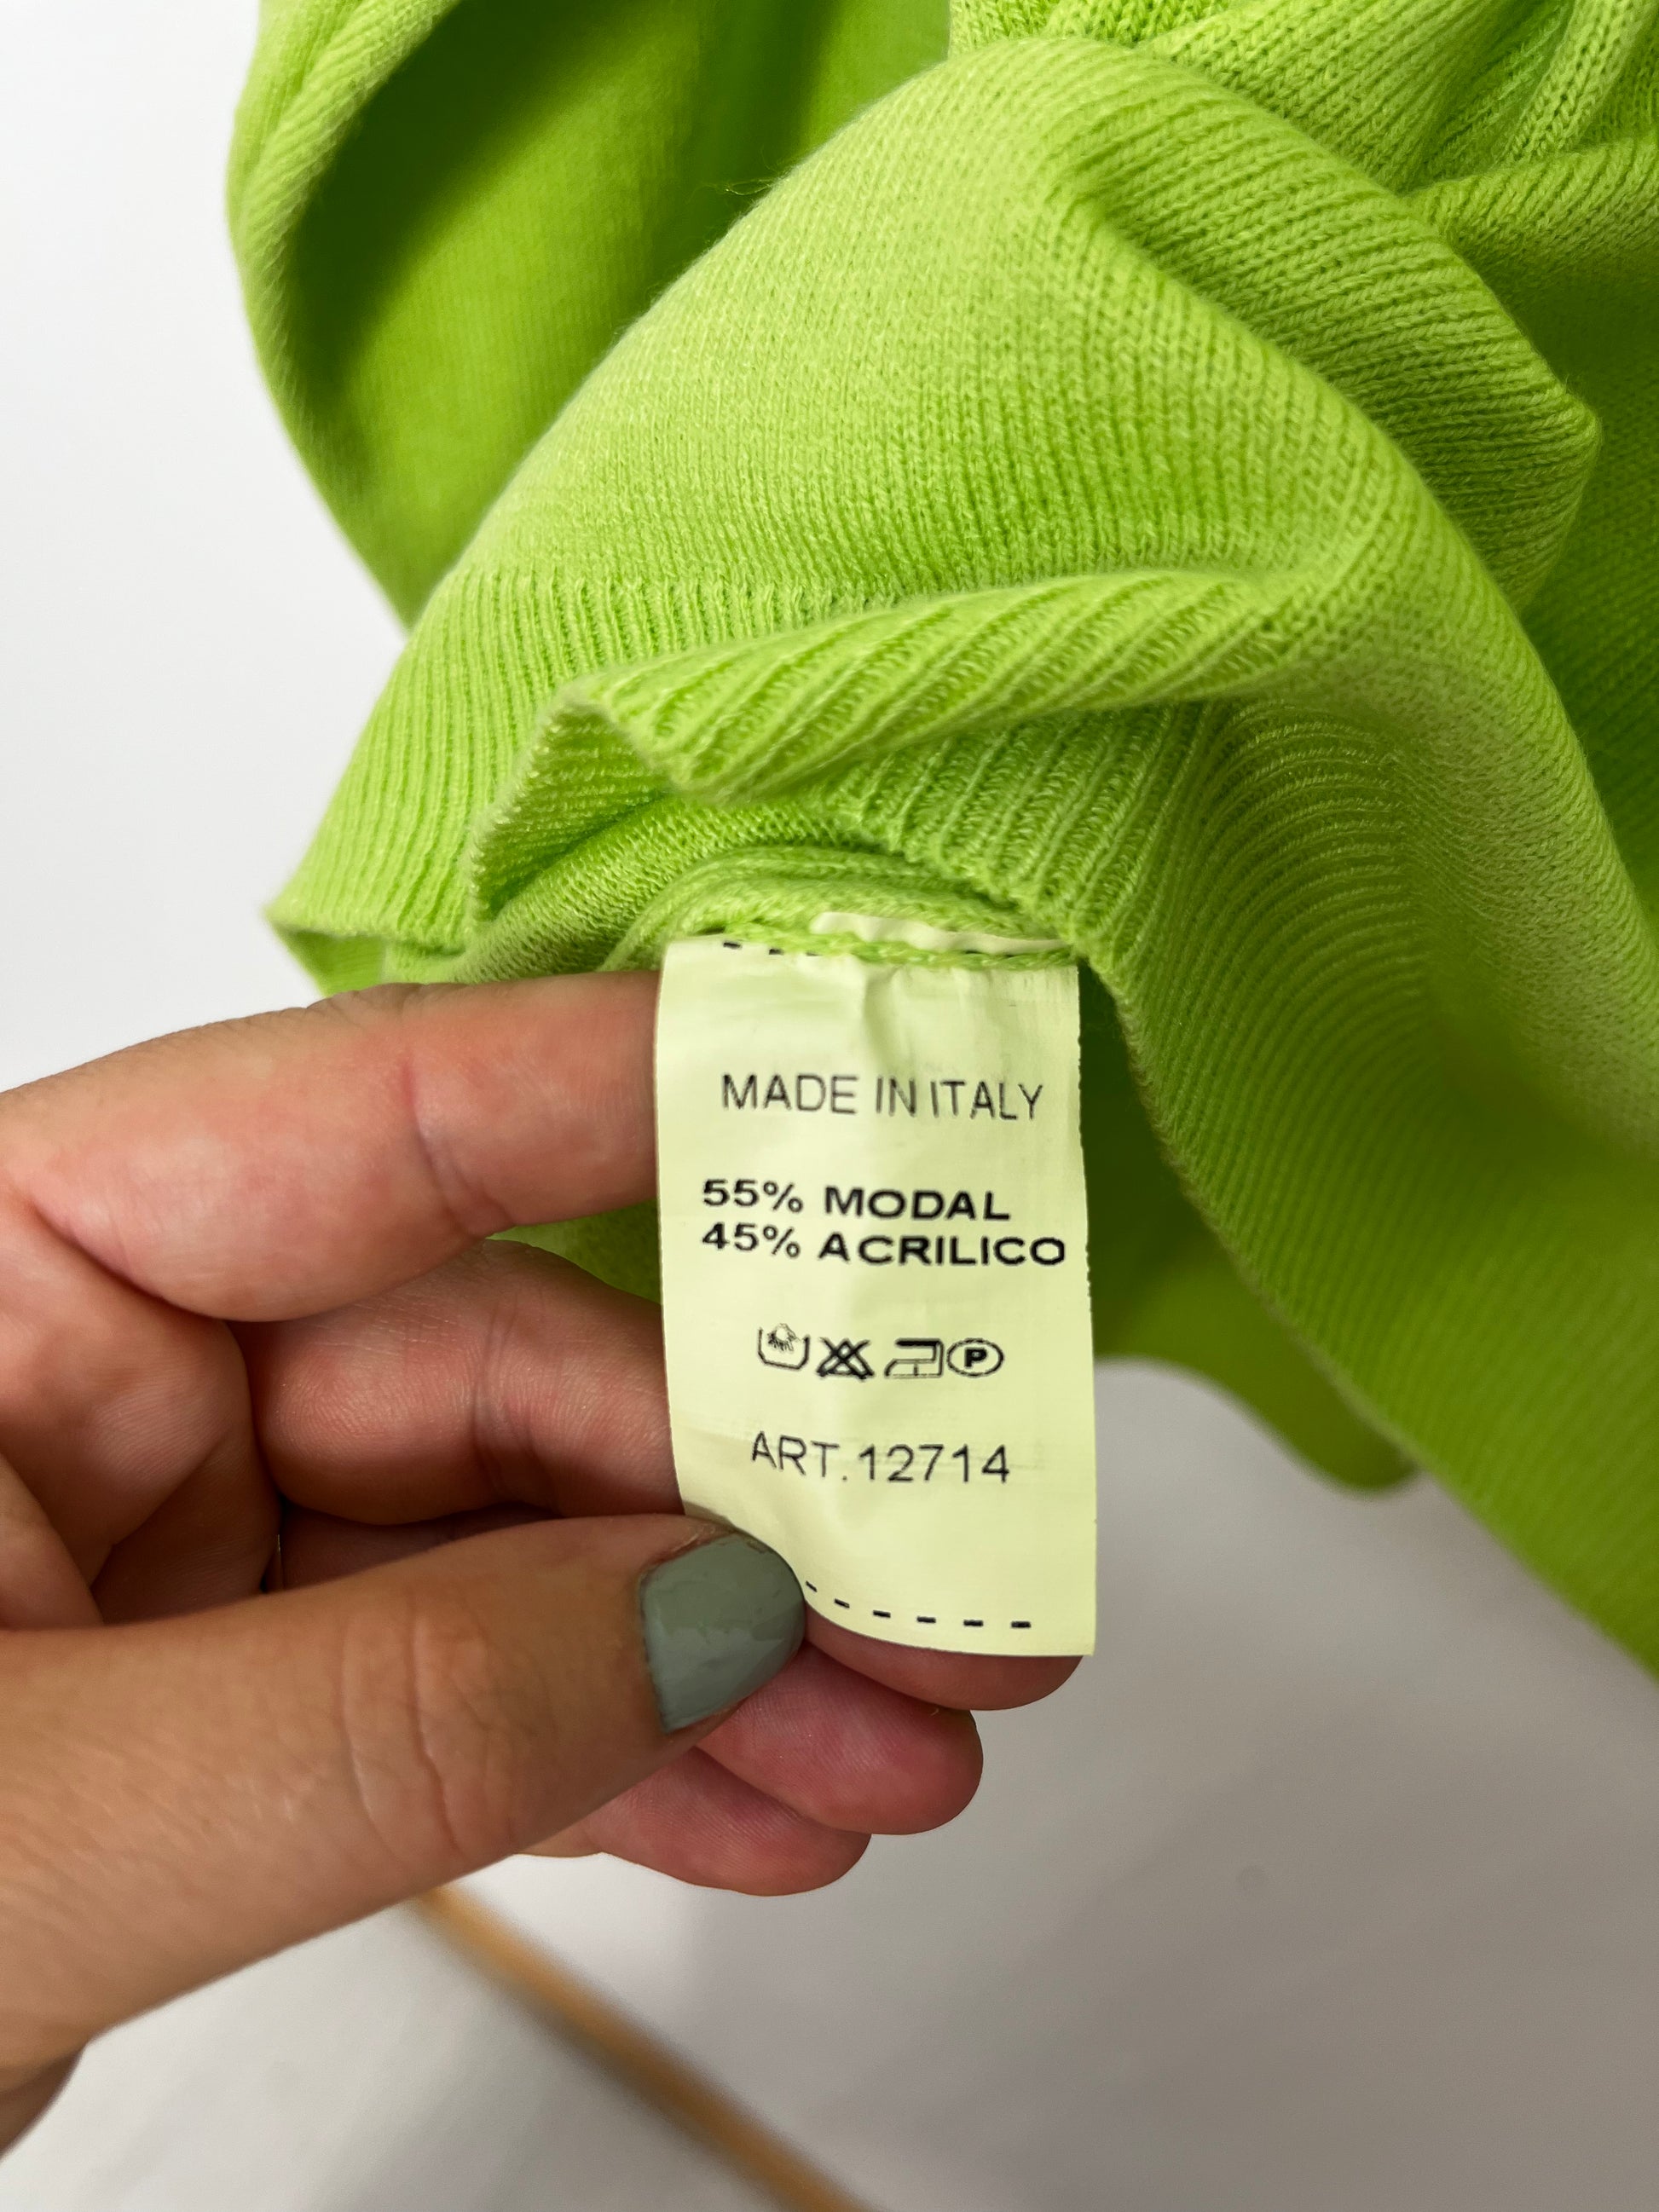 MADE IN ITALY
55% MODAL
45% ACRILICO
P
ART.12714